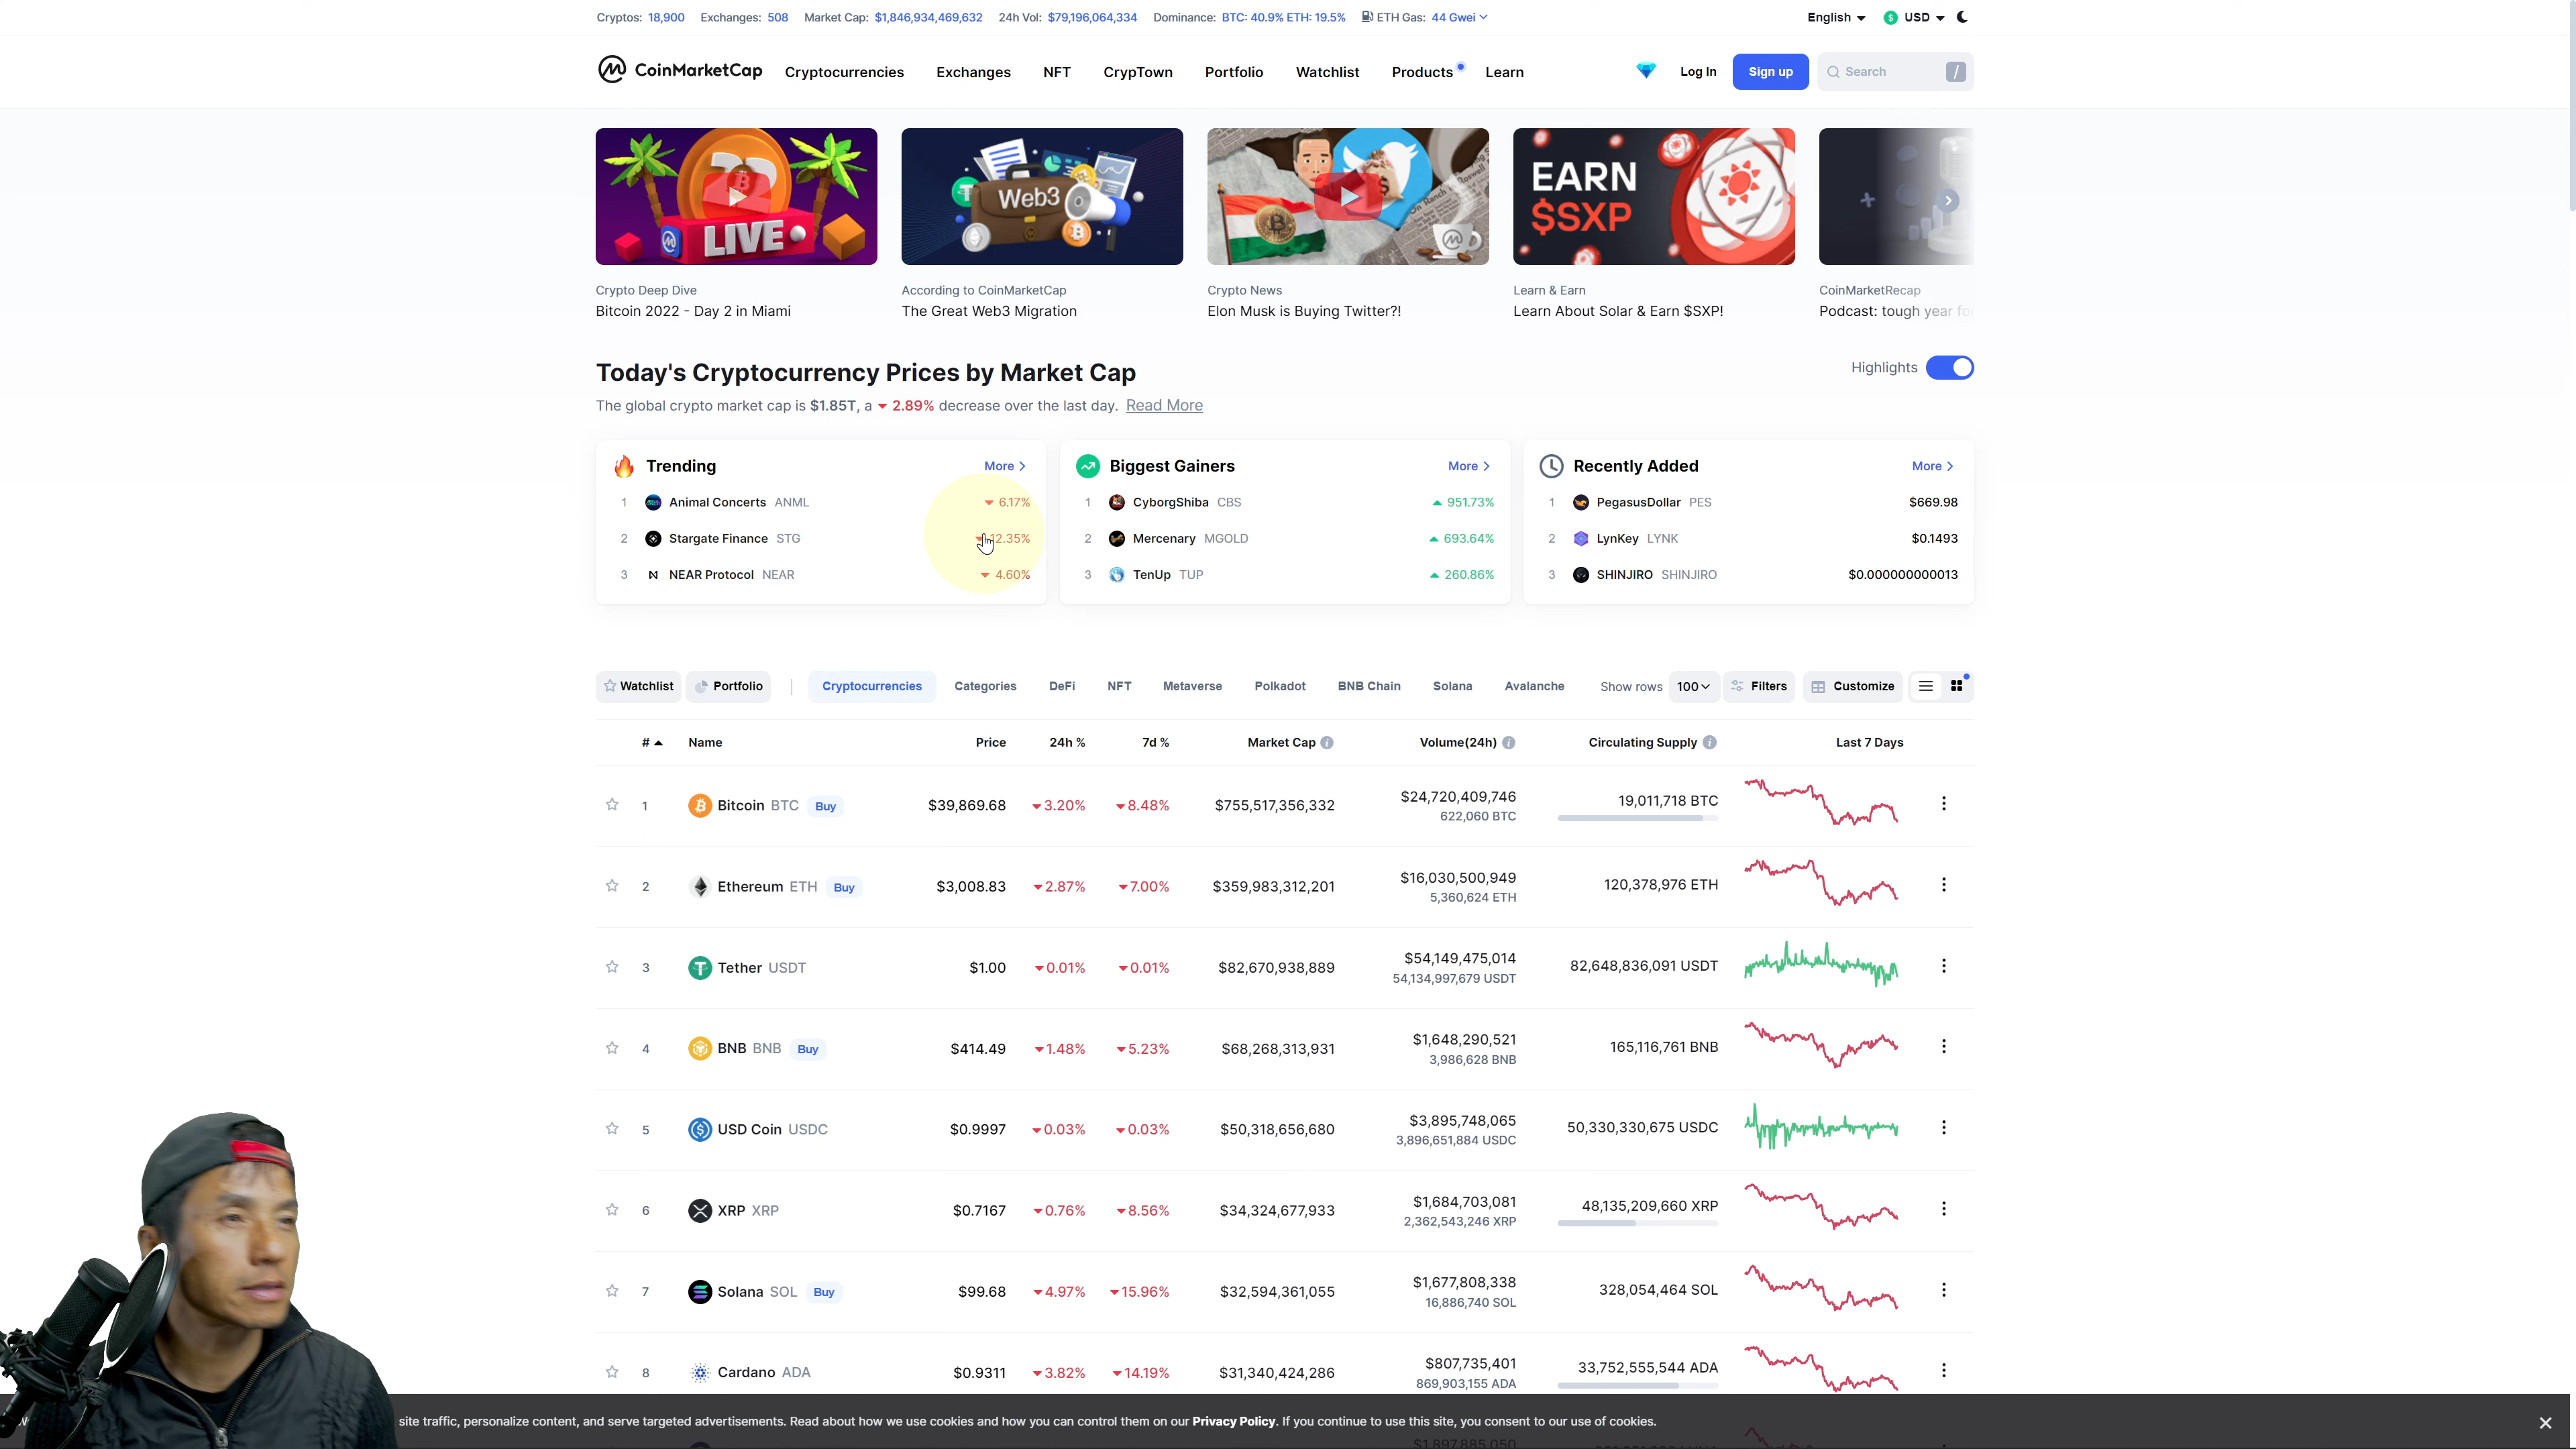 Cryptos: 18,900 Exchanges: 508 Market Cap: $1,846,934,469,632 24h Vol: $79,196,064,334 Dominance: BTC: 40.9% ETH: 19.5% ETH Gas: 44 Gwei English USD
CoinMarketCap Cryptocurrencies Exchanges NFT CrypTown Portfolio Watchlist Products Learn Log In Sign up Search /
LIVE Web3 EARN $SXP
Crypto Deep Dive According to CoinMarketCap Crypto News Learn & Earn CoinMarketRecap
Bitcoin 2022 - Day 2 in Miami The Great Web3 Migration Elon Musk is Buying Twitter?! Learn About Solar & Earn $SXP! Podcast: tough year fo
Today's Cryptocurrency Prices by Market Cap Highlights
The global crypto market cap is $1.85T, a 2.89% decrease over the last day. Read More
Trending More Biggest Gainers More Recently Added More
1 Animal Concerts ANML 6.17% 1 CyborgShiba CBS 951.73% 1 PegasusDollar PES $669.98
2 Stargate Finance STG 12.35% 2 Mercenary MGOLD 693.64% 2 LynKey LYNK $0.1493
3 NEAR Protocol NEAR 4.60% 3 TenUp TUP 260.86% 3 SHINJIRO SHINJIRO $0.000000000013
Watchlist Portfolio Cryptocurrencies Categories DeFi NFT Metaverse Polkadot BNB Chain Solana Avalanche Show rows 100 Filters Customize
# Name Price 24h % 7d % Market Cap Volume(24h) Circulating Supply Last 7 Days
1 Bitcoin BTC Buy $39,869.68 3.20% 8.48% $755,517,356,332 $24,720,409,746 19,011,718 BTC
622,060 BTC
2 Ethereum ETH Buy $3,008.83 2.87% 7.00% $359,983,312,201 $16,030,500,949 120,378,976 ETH
5,360,624 ETH
3 Tether USDT $1.00 0.01% 0.01% $82,670,938,889 $54,149,475,014 82,648,836,091 USDT
54,134,997,679 USDT
4 BNB BNB Buy $414.49 1.48% 5.23% $68,268,313,931 $1,648,290,521 165,116,761 BNB
3,986,628 BNB
5 USD Coin USDC $0.9997 0.03% 0.03% $50,318,656,680 $3,895,748,065 50,330,330,675 USDC
3,896,651,884 USDC
6 XRP XRP $0.7167 0.76% 8.56% $34,324,677,933 $1,684,703,081 48,135,209,660 XRP
2,362,543,246 XRP
7 Solana SOL Buy $99.68 4.97% 15.96% $32,594,361,055 $1,677,808,338 328,054,464 SOL
16,886,740 SOL
8 Cardano ADA $0.9311 3.82% 14.19% $31,340,424,286 $807,735,401 33,752,555,544 ADA
869,903,155 ADA
site traffic, personalize content, and serve targeted advertisements. Read about how we use cookies and how you can control them on our Privacy Policy. If you continue to use this site, you consent to our use of cookies.